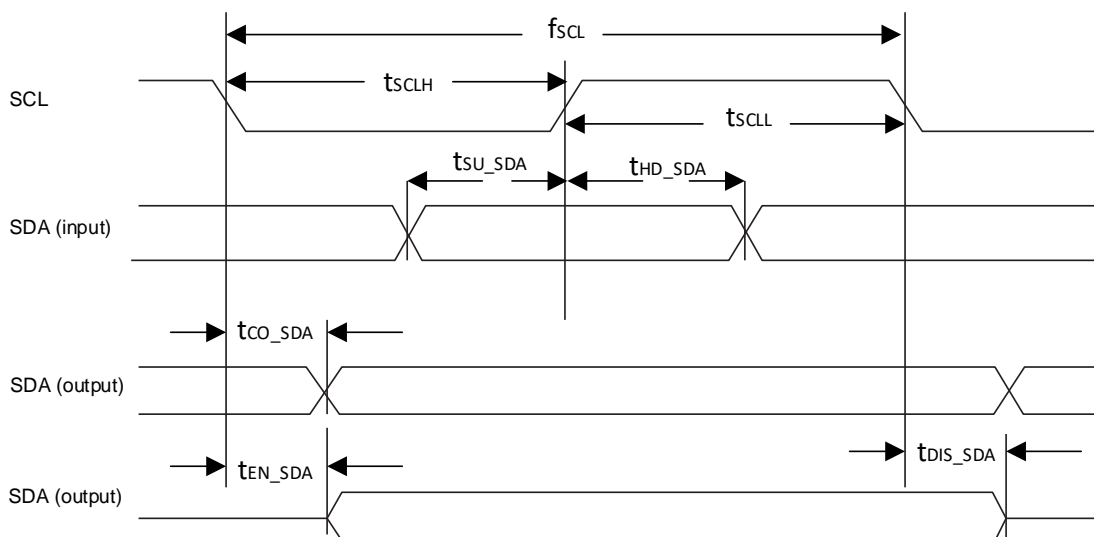 fSCL
SCL
tSCLH
tSCLL
tSU_SDA
tHD_SDA
SDA (input)
tCO_SDA
SDA (output)
tEN_SDA
tDIS_SDA
SDA (output)